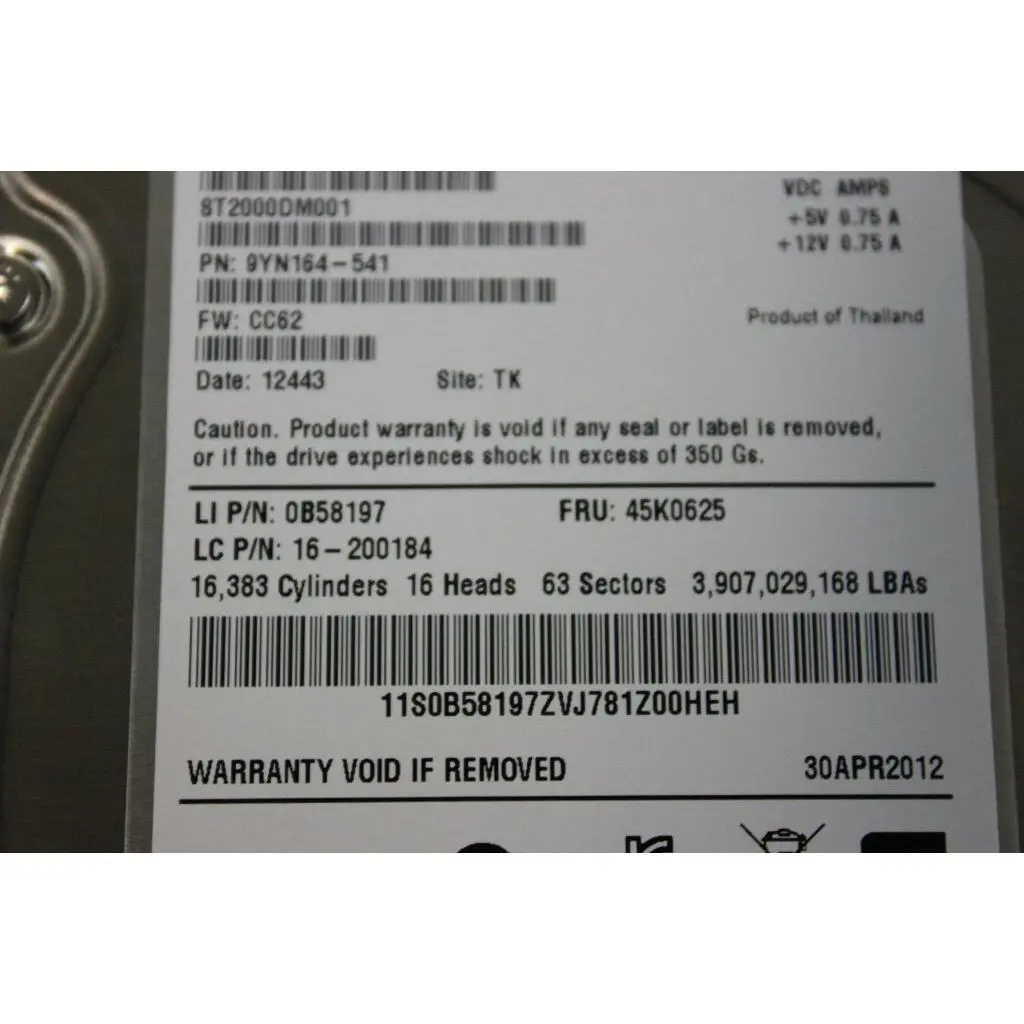 ST2000DM001
VDC AMPS
+5V 0.75 A
+12V 0.75 A
PN: 9YN164-541
FW: CC62
Product of Thailand
Date: 12443 Site: TK
Caution. Product warranty is void if any seal or label is removed,
or if the drive experiences shock in excess of 350 Gs.
LI P/N: 0B58197 FRU: 45K0625
LC P/N: 16-200184
16,383 Cylinders 16 Heads 63 Sectors 3,907,029,168 LBAs
11S0B58197ZVJ781Z00HEH
WARRANTY VOID IF REMOVED 30APR2012